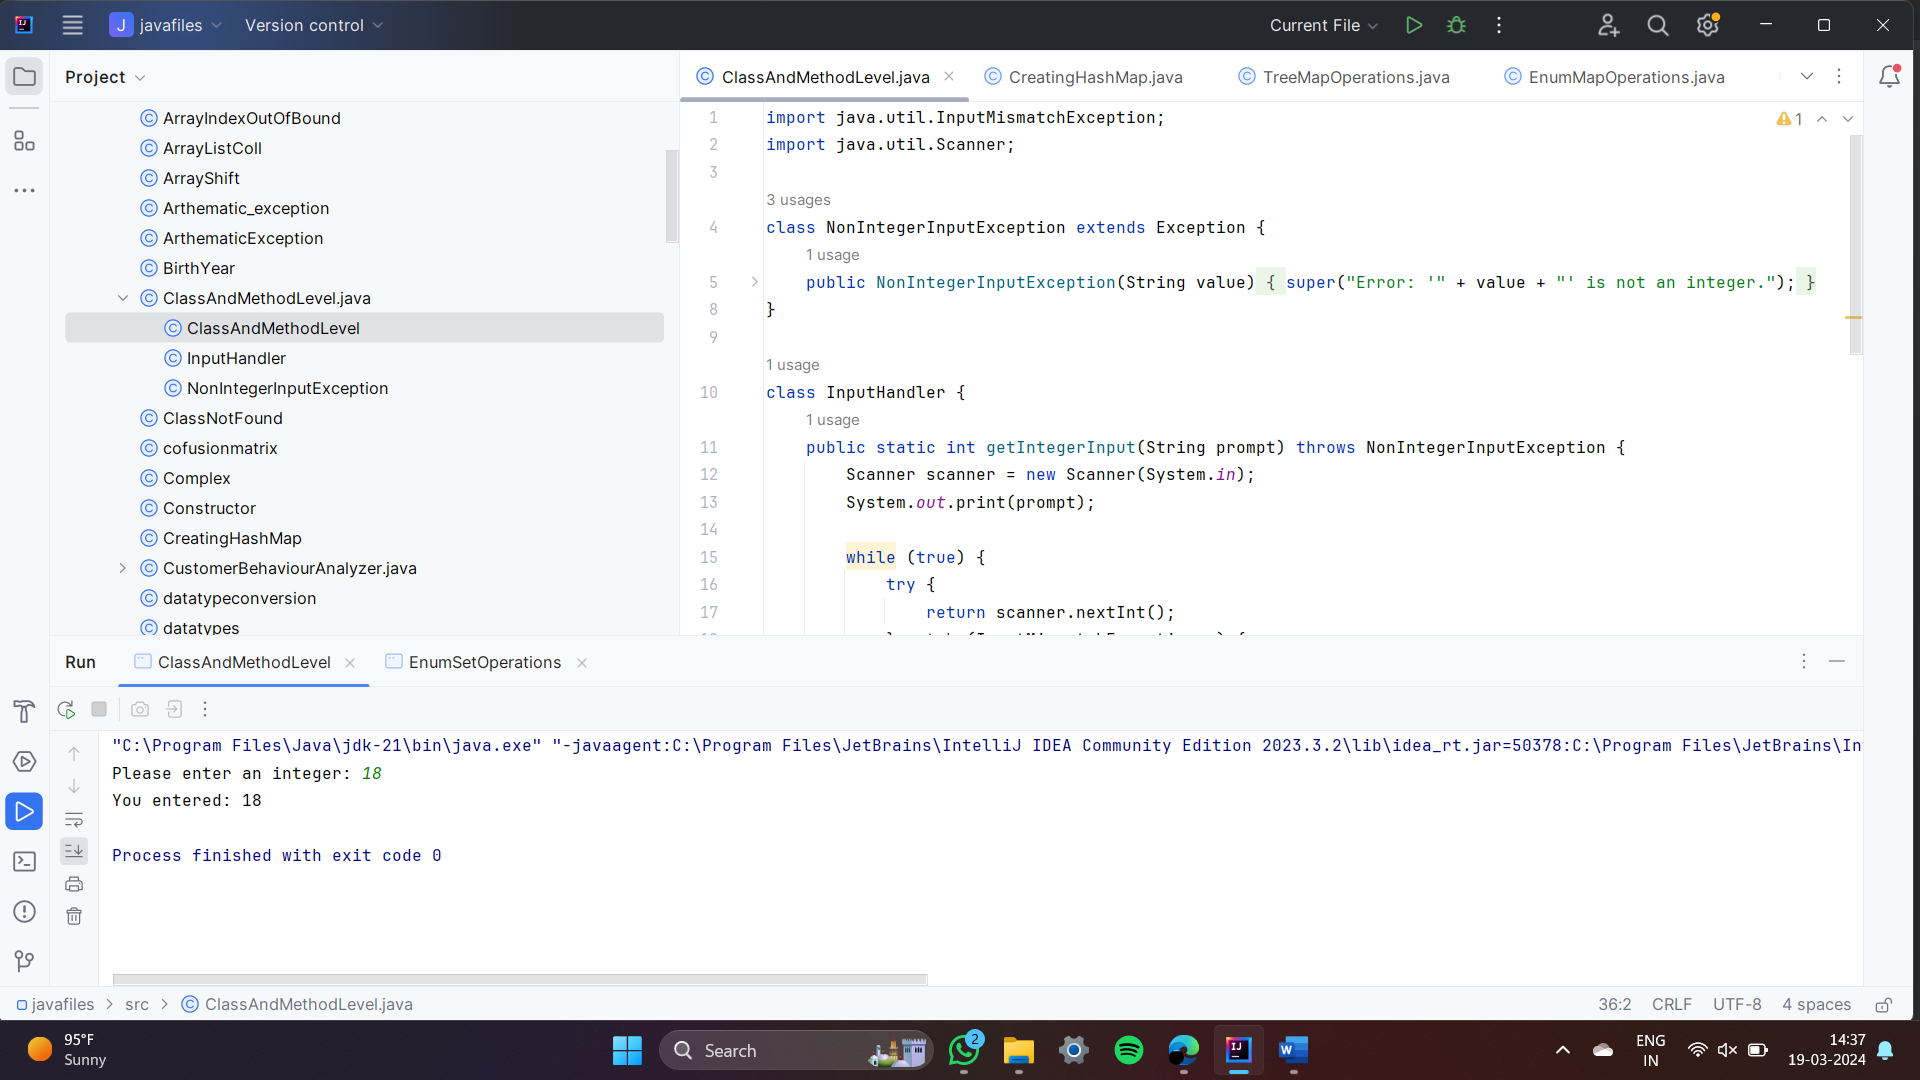 J javafiles Version control Current File
Project
ArrayIndexOutOfBound
ArrayListColl
ArrayShift
Arthematic_exception
ArthematicException
BirthYear
ClassAndMethodLevel.java
ClassAndMethodLevel
InputHandler
NonIntegerInputException
ClassNotFound
cofusionmatrix
Complex
Constructor
CreatingHashMap
CustomerBehaviourAnalyzer.java
datatypeconversion
datatypes
ClassAndMethodLevel.java CreatingHashMap.java TreeMapOperations.java EnumMapOperations.java
1 import java.util.InputMismatchException;
1
2 import java.util.Scanner;
3
3 usages
4 class NonIntegerInputException extends Exception {
1 usage
5 public NonIntegerInputException(String value) { super("Error: '" + value + "' is not an integer."); }
8 }
9
1 usage
10 class InputHandler {
1 usage
11 public static int getIntegerInput(String prompt) throws NonIntegerInputException {
12 Scanner scanner = new Scanner(System.in);
13 System.out.print(prompt);
14
15 while (true) {
16 try {
17 return scanner.nextInt();
Run ClassAndMethodLevel EnumSetOperations
"C:\Program Files\Java\jdk-21\bin\java.exe" "-javaagent:C:\Program Files\JetBrains\IntelliJ IDEA Community Edition 2023.3.2\lib\idea_rt.jar=50378:C:\Program Files\JetBrains\In
Please enter an integer: 18
You entered: 18
Process finished with exit code 0
javafiles > src > ClassAndMethodLevel.java 36:2 CRLF UTF-8 4 spaces
95°F
Sunny
Search
2
ENG
IN
14:37
19-03-2024